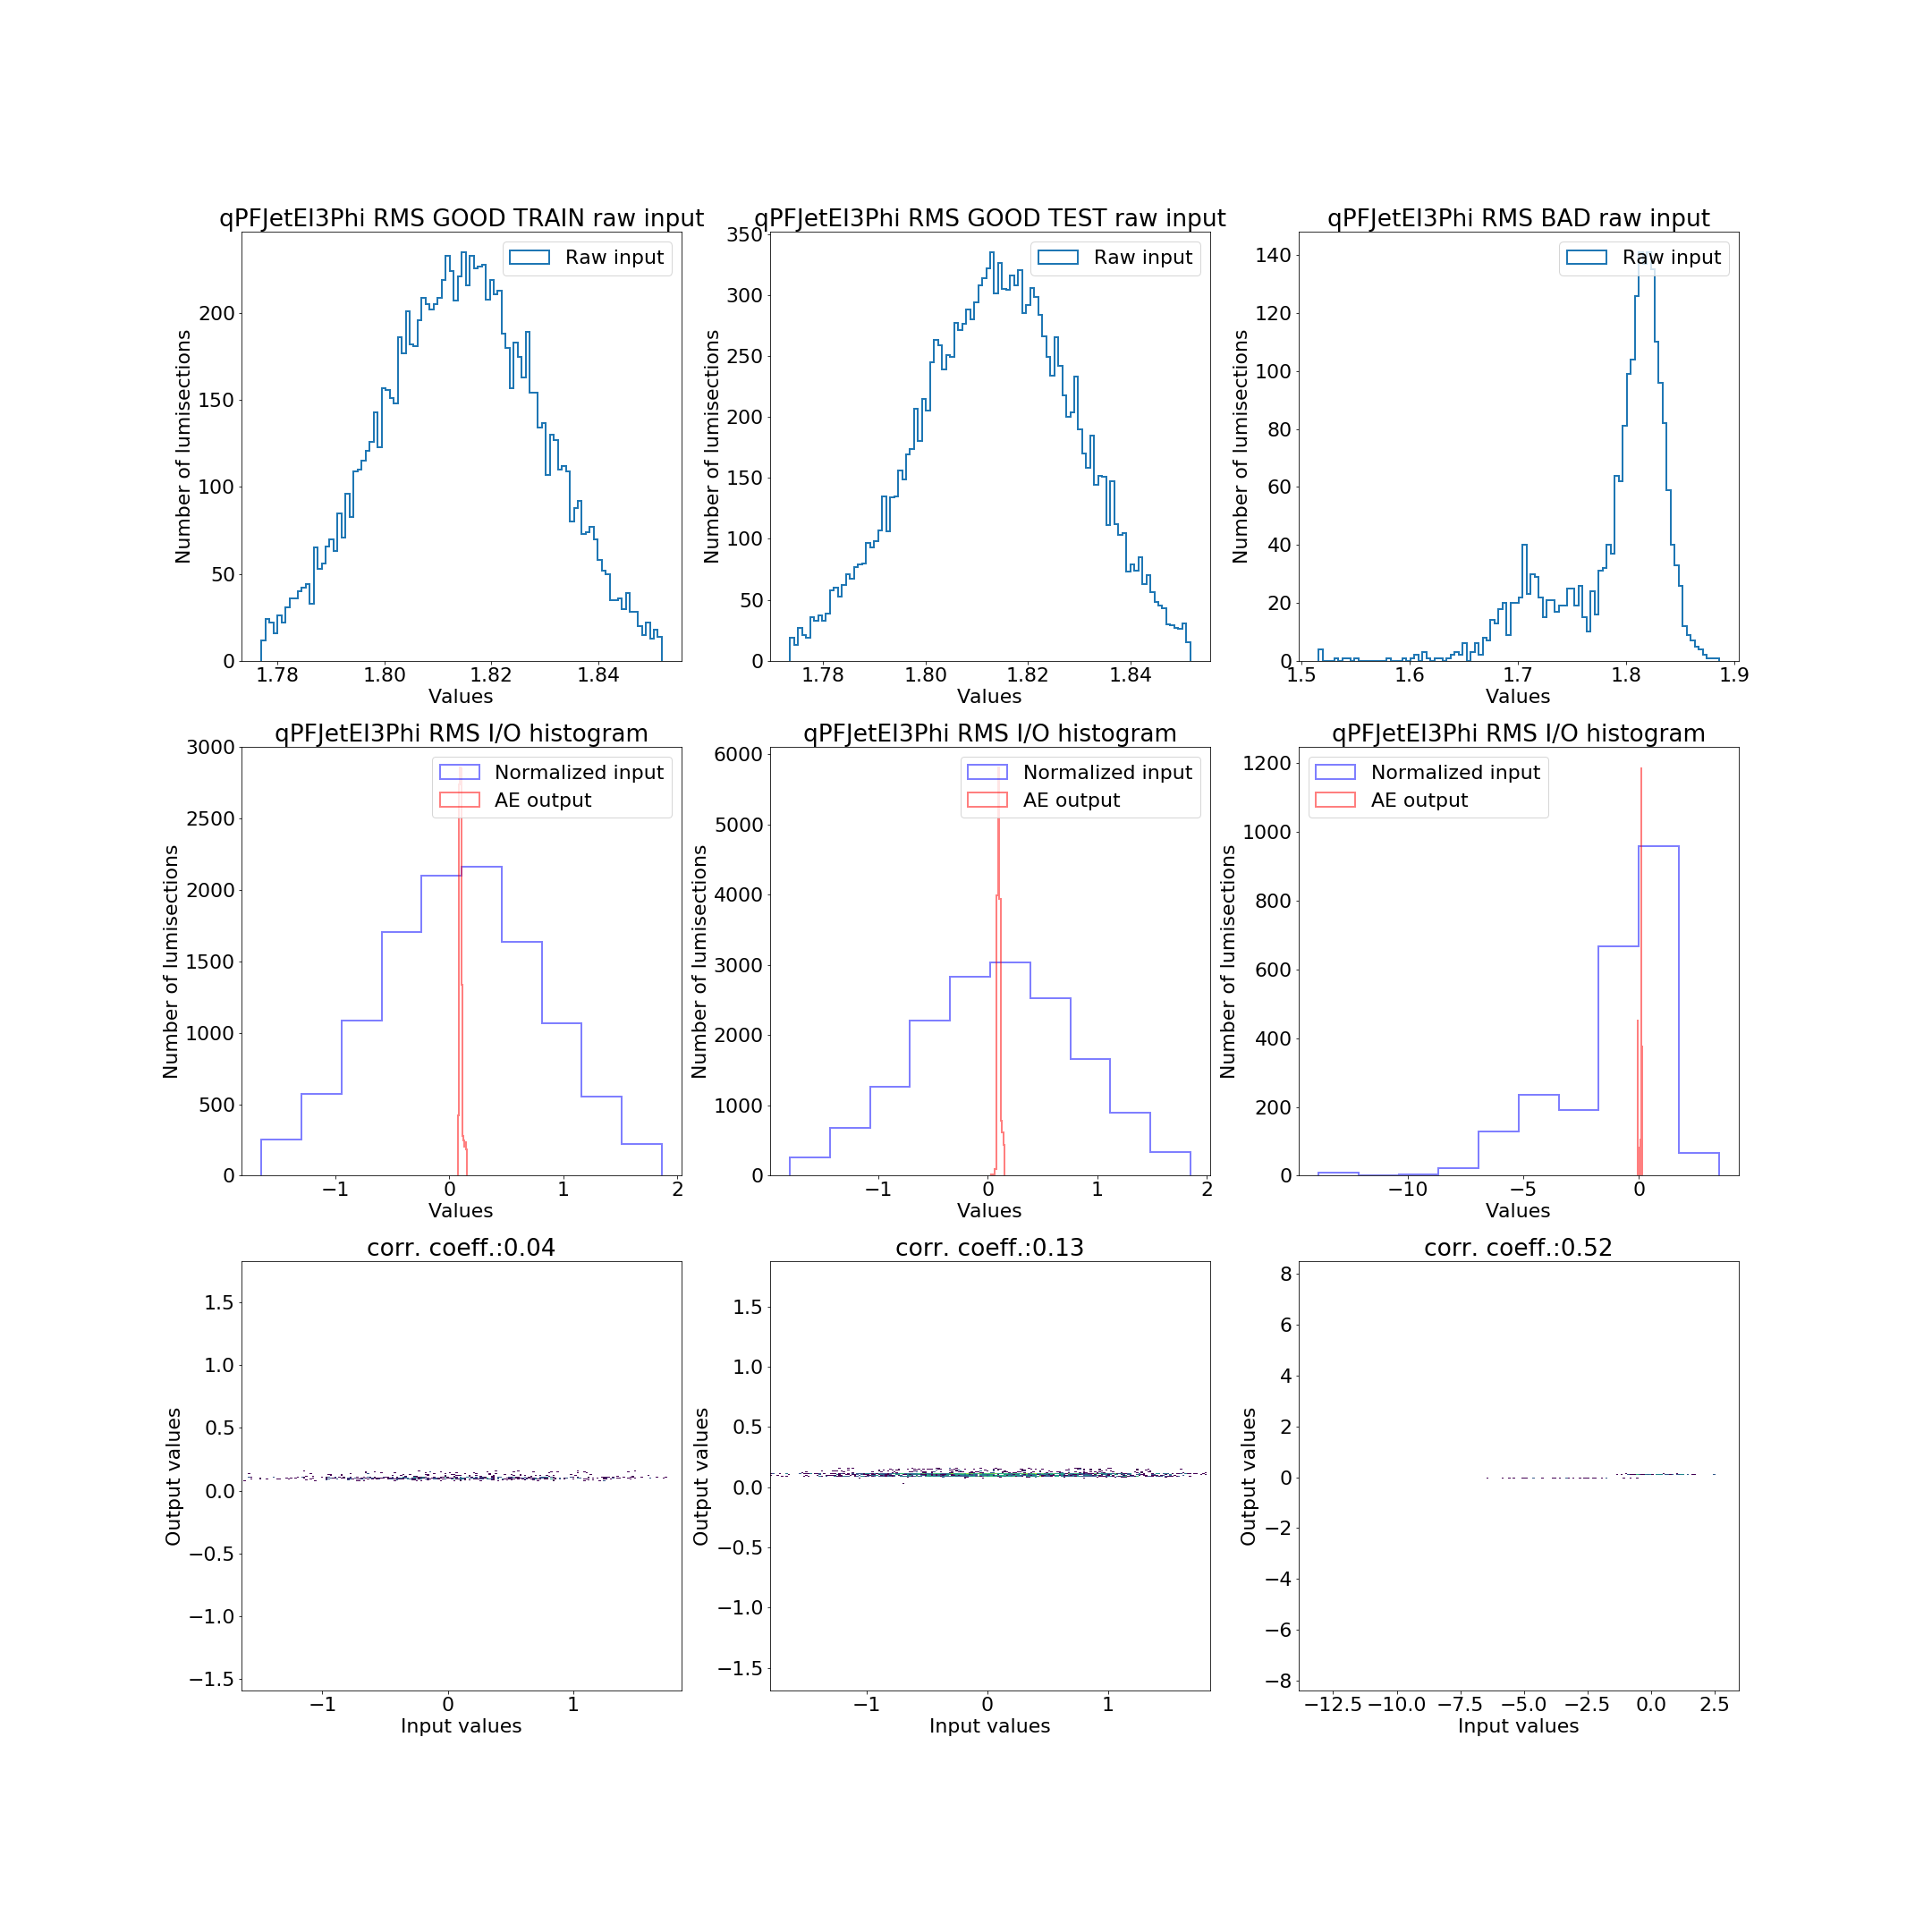 qPFJetEI3Phi RMS GOOD TRAIN raw input
Raw input
Number of lumisections
0
50
100
150
200
1.78
1.80
1.82
1.84
Values
qPFJetEI3Phi RMS GOOD TEST raw input
Raw input
Number of lumisections
0
50
100
150
200
250
300
350
1.78
1.80
1.82
1.84
Values
qPFJetEI3Phi RMS BAD raw input
Raw input
Number of lumisections
0
20
40
60
80
100
120
140
1.5
1.6
1.7
1.8
1.9
Values
qPFJetEI3Phi RMS I/O histogram
Normalized input
AE output
Number of lumisections
0
500
1000
1500
2000
2500
3000
−1
0
1
2
Values
qPFJetEI3Phi RMS I/O histogram
Normalized input
AE output
Number of lumisections
0
1000
2000
3000
4000
5000
6000
−1
0
1
2
Values
qPFJetEI3Phi RMS I/O histogram
Normalized input
AE output
Number of lumisections
0
200
400
600
800
1000
1200
−10
−5
0
Values
corr. coeff.:0.04
Output values
1.5
1.0
0.5
0.0
−0.5
−1.0
−1.5
−1
0
1
Input values
corr. coeff.:0.13
Output values
1.5
1.0
0.5
0.0
−0.5
−1.0
−1.5
−1
0
1
Input values
corr. coeff.:0.52
Output values
8
6
4
2
0
−2
−4
−6
−8
−12.5
−10.0
−7.5
−5.0
−2.5
0.0
2.5
Input values